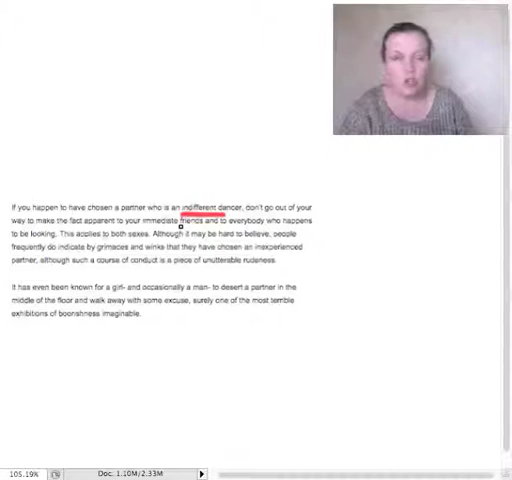 If you happen to have chosen a partner who is an indifferent dancer, don't go out of your
way to make the fact apparent to your immediate friends and to everybody who happens
to be looking. This applies to both sexes. Although it may be hard to believe, people
frequently do indicate by grimaces and winks that they have chosen an inexperienced
partner, although such a course of conduct is a piece of unutterable rudeness.
It has even been known for a girl- and occasionally a man- to desert a partner in the
middle of the floor and walk away with some excuse, surely one of the most terrible
exhibitions of boorishness imaginable.
105.19%
Doc: 1.10M/2.33M